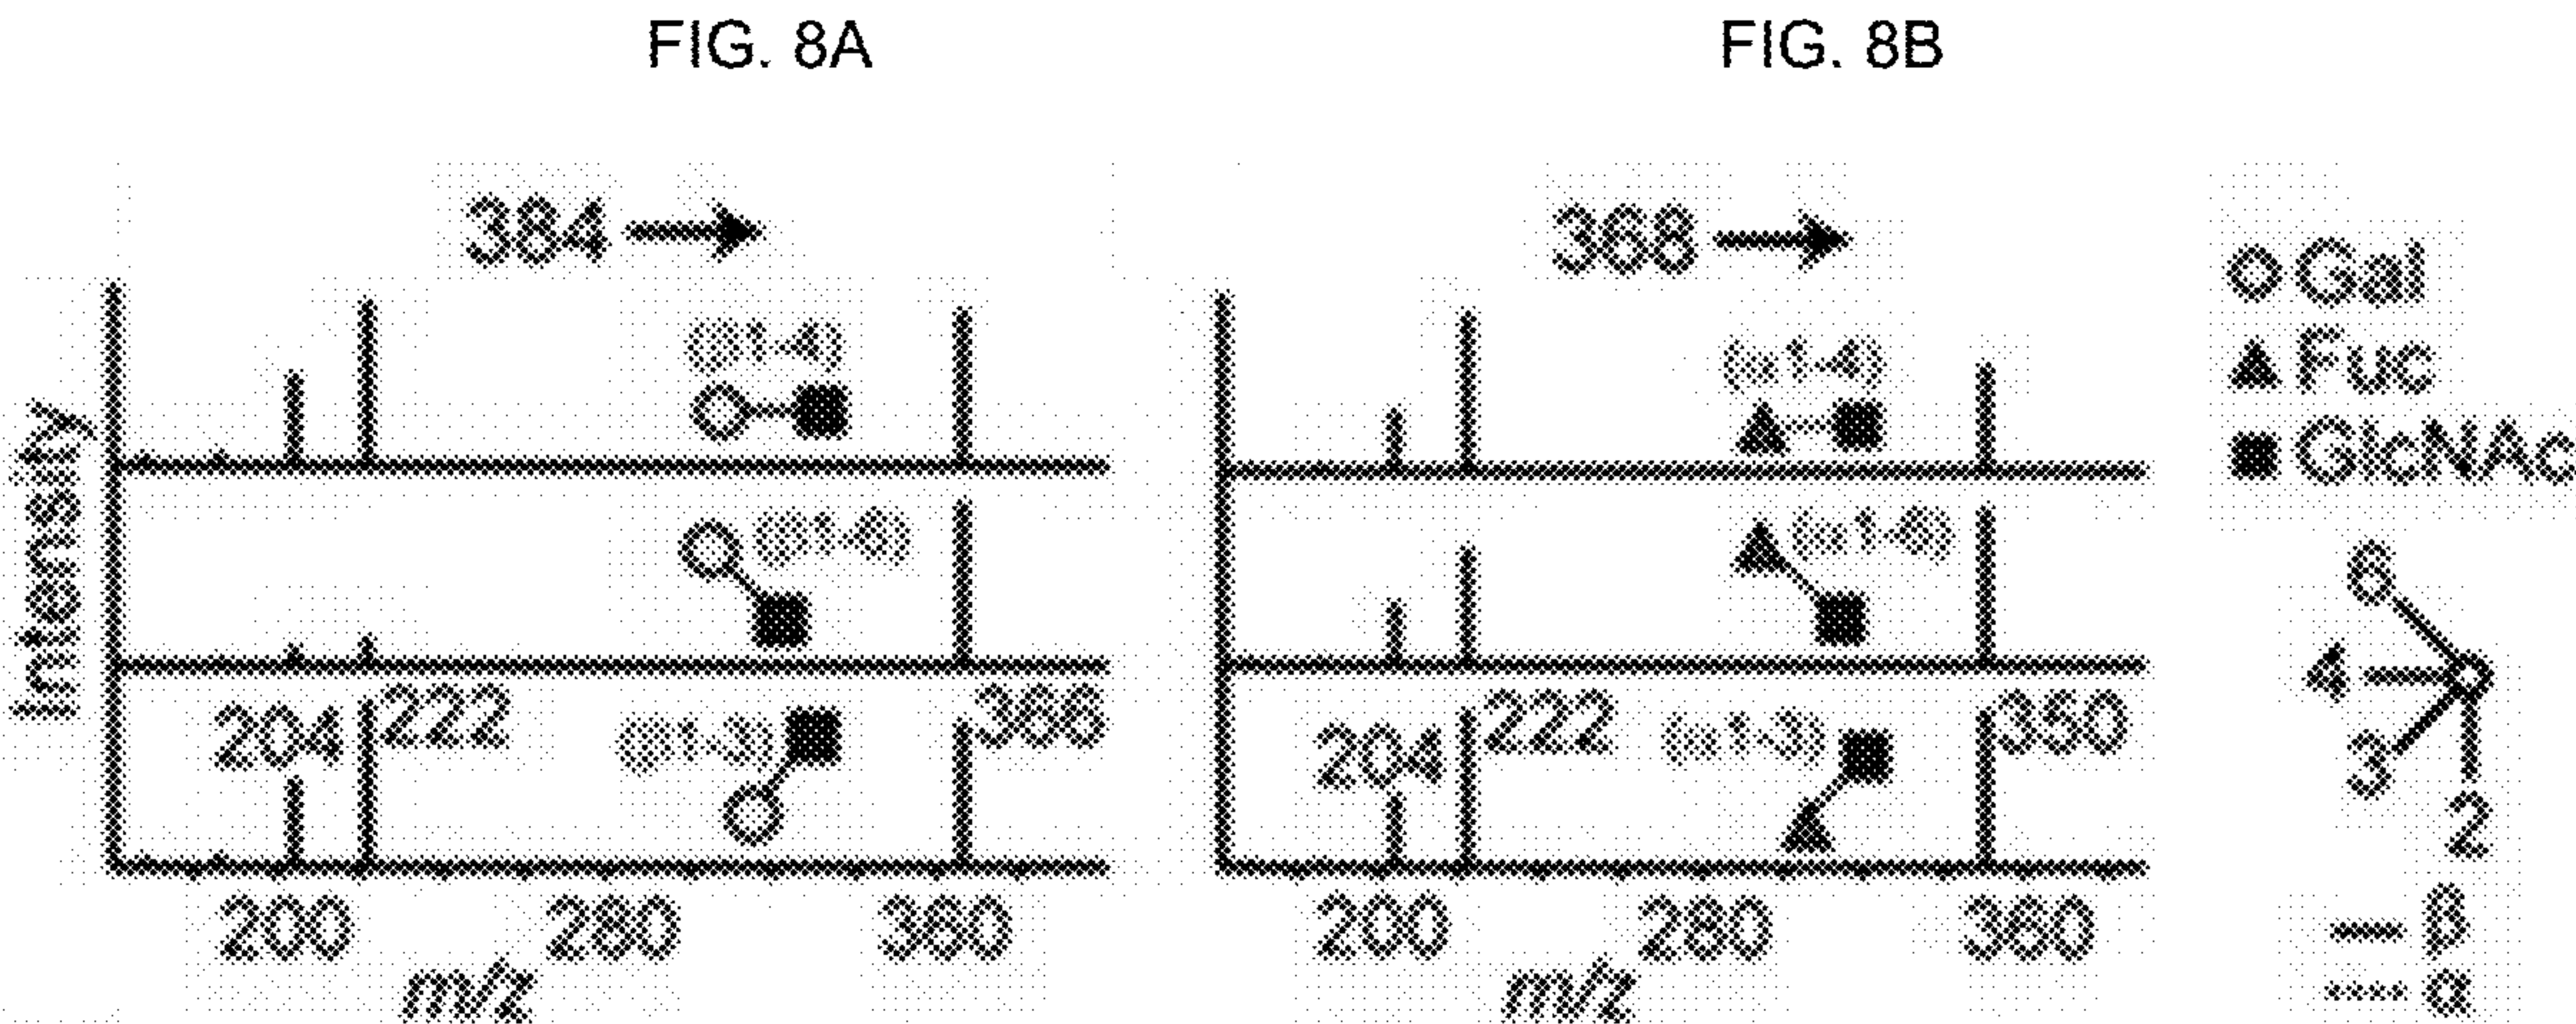 FIG. 8A
FIG. 8B
384
368
Gal
Fuc
GlcNAc
Intensity
(β1-4)
(α1-4)
(β1-6)
(α1-6)
204
222
(β1-3)
366
204
222
(α1-3)
350
6
4
3
2
200
280
360
200
280
360
m/z
m/z
β
α